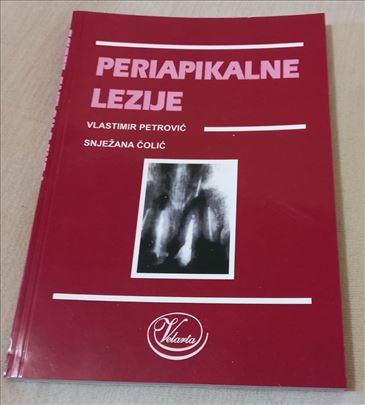 PERIAPIKALNE
LEZIJE
VLASTIMIR PETROVIĆ
SNJEŽANA ČOLIĆ
Velarta